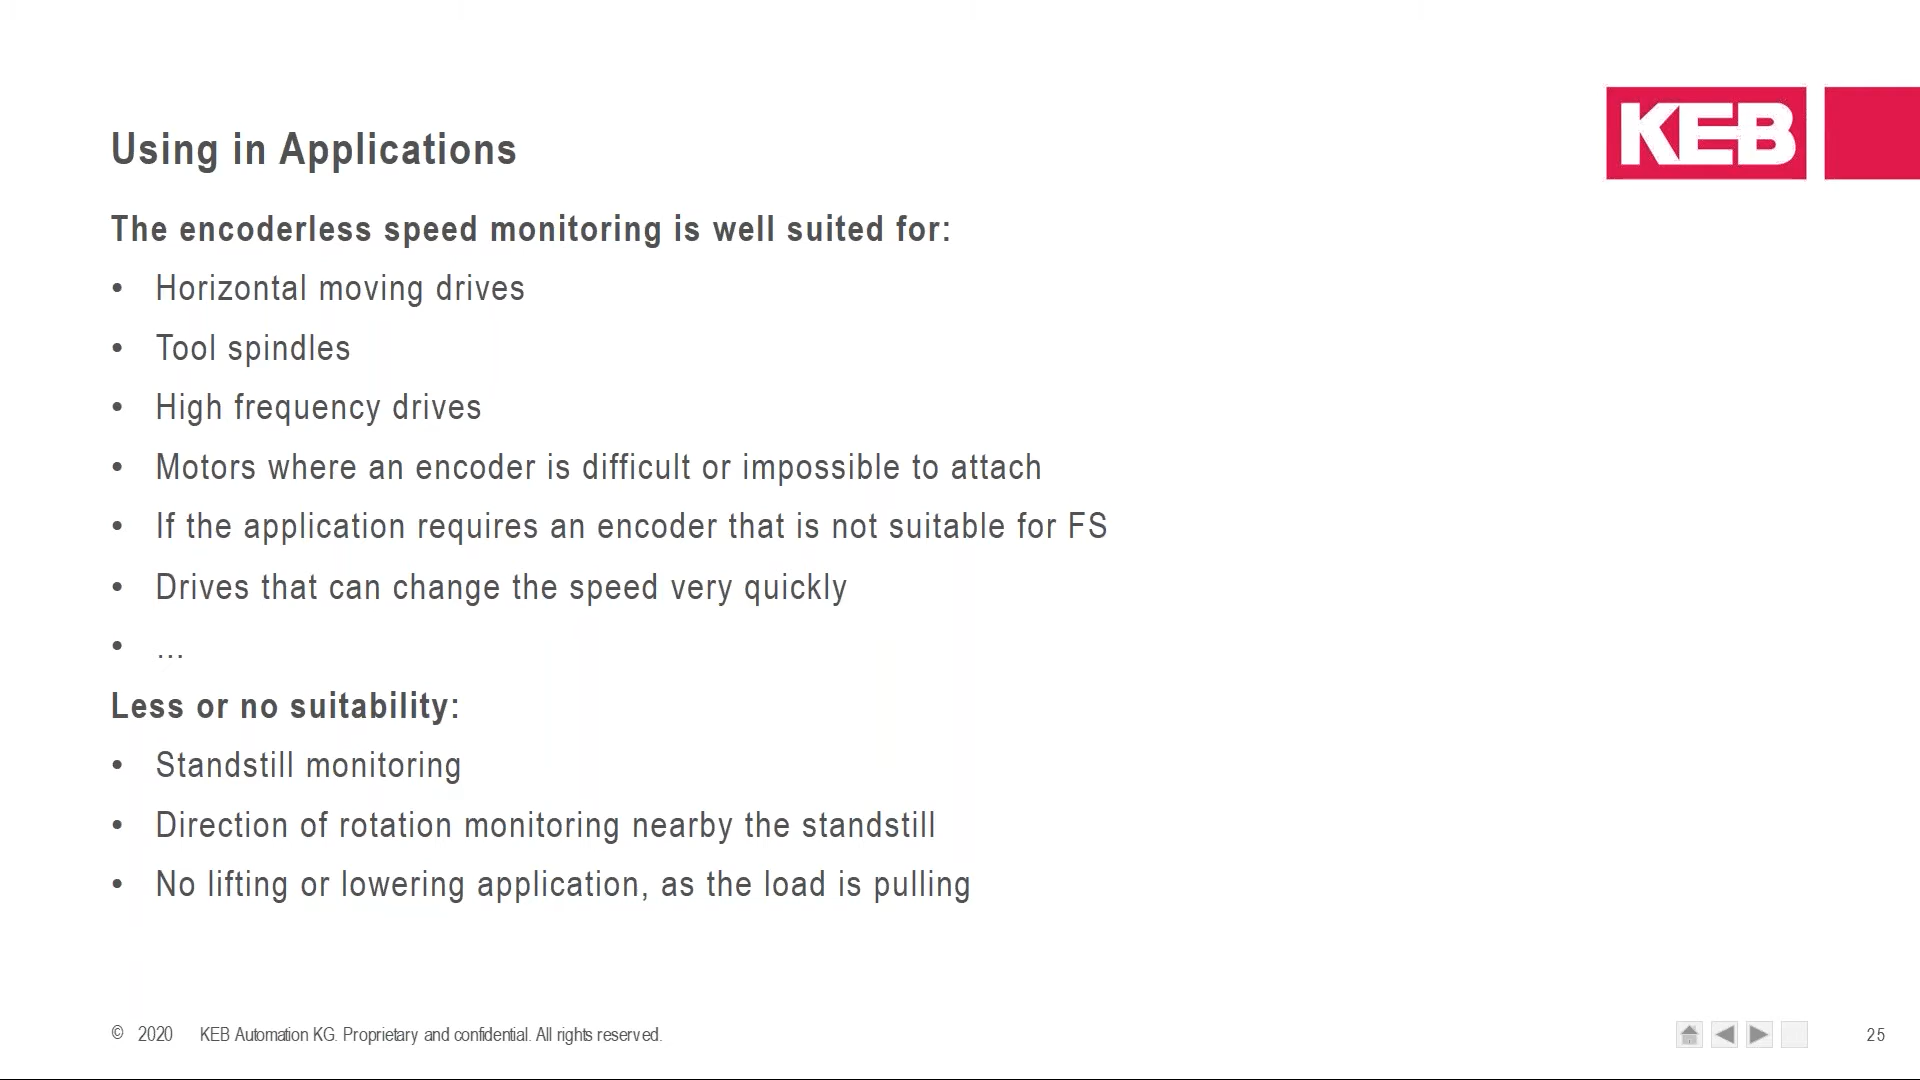 KEB
Using in Applications
The encoderless speed monitoring is well suited for:
• Horizontal moving drives
• Tool spindles
• High frequency drives
• Motors where an encoder is difficult or impossible to attach
• If the application requires an encoder that is not suitable for FS
• Drives that can change the speed very quickly
• ...
Less or no suitability:
• Standstill monitoring
• Direction of rotation monitoring nearby the standstill
• No lifting or lowering application, as the load is pulling
© 2020 KEB Automation KG. Proprietary and confidential. All rights reserved.
25